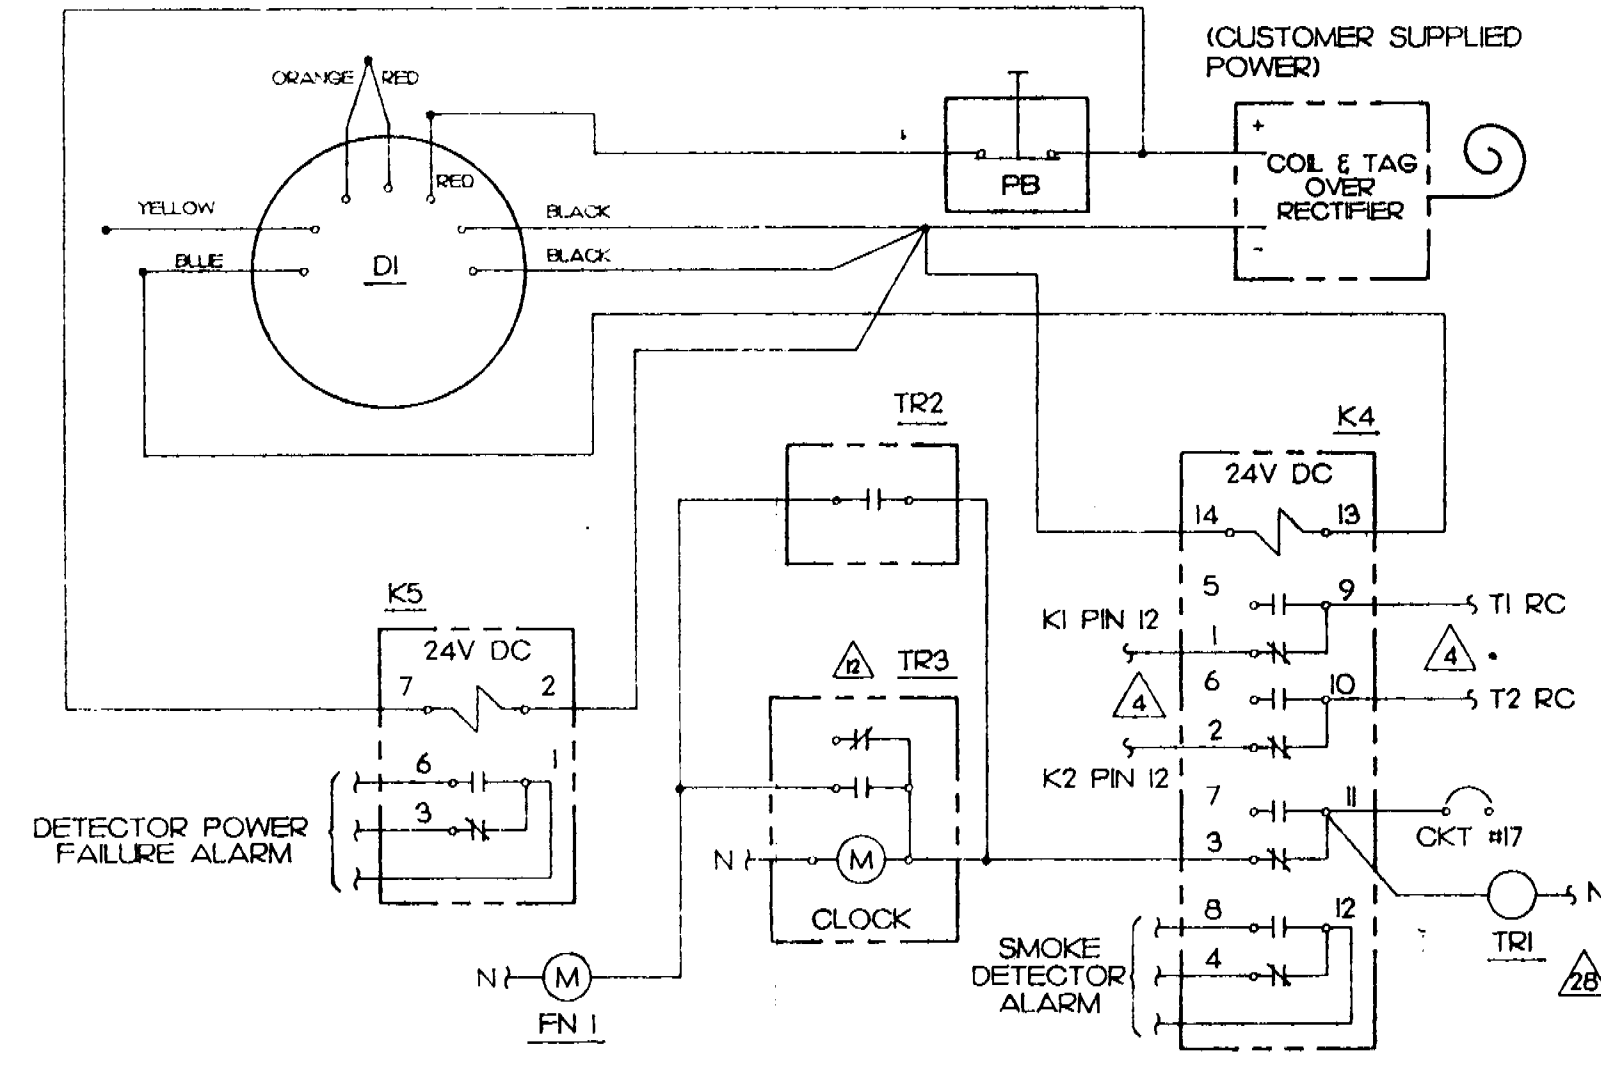 (CUSTOMER SUPPLIED
POWER)
ORANGE
RED
RED
YELLOW
BLUE
BLACK
BLACK
D1
PB
+
COIL & TAG
OVER
RECTIFIER
-
TR2
K4
24V DC
14
13
5
9
T1 RC
K1 PIN 12
1
4
6
10
4
T2 RC
2
K2 PIN 12
7
11
CKT #17
3
N
TR1
28
8
12
SMOKE
DETECTOR
ALARM
4
K5
24V DC
7
2
6
1
3
DETECTOR POWER
FAILURE ALARM
12
TR3
N
M
CLOCK
N
M
FN 1